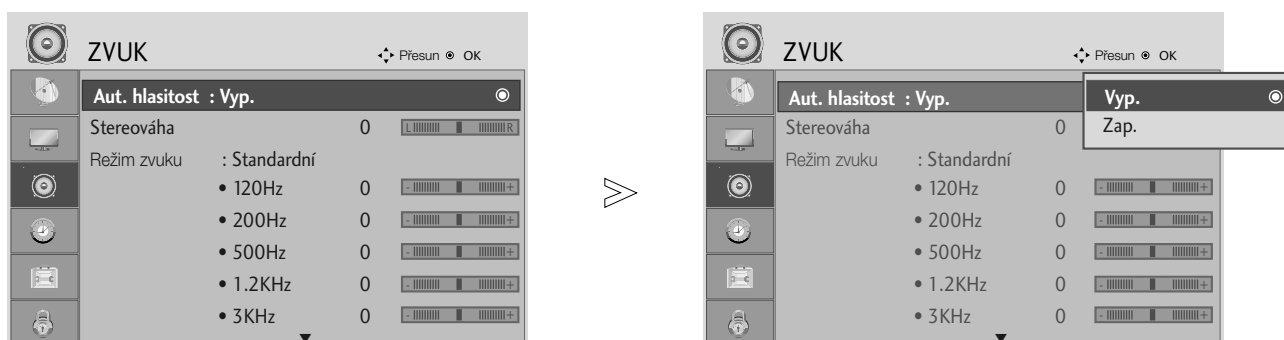 ZVUK
Přesun OK
Aut. hlasitost : Vyp.
Stereováha 0 L R
Režim zvuku : Standardní
• 120Hz 0 - +
• 200Hz 0 - +
• 500Hz 0 - +
• 1.2KHz 0 - +
• 3KHz 0 - +
ZVUK
Přesun OK
Aut. hlasitost : Vyp.
Vyp.
Zap.
Stereováha 0
Režim zvuku : Standardní
• 120Hz 0 - +
• 200Hz 0 - +
• 500Hz 0 - +
• 1.2KHz 0 - +
• 3KHz 0 - +